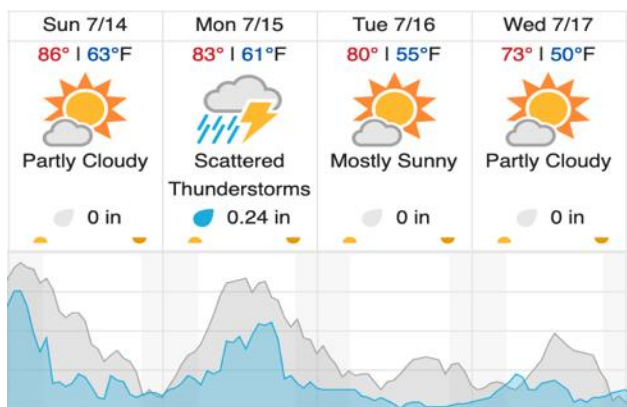 Sun 7/14 Mon 7/15 Tue 7/16 Wed 7/17
86° | 63°F 83° | 61°F 80° | 55°F 73° | 50°F
Partly Cloudy Scattered Mostly Sunny Partly Cloudy
Thunderstorms
0 in 0.24 in 0 in 0 in